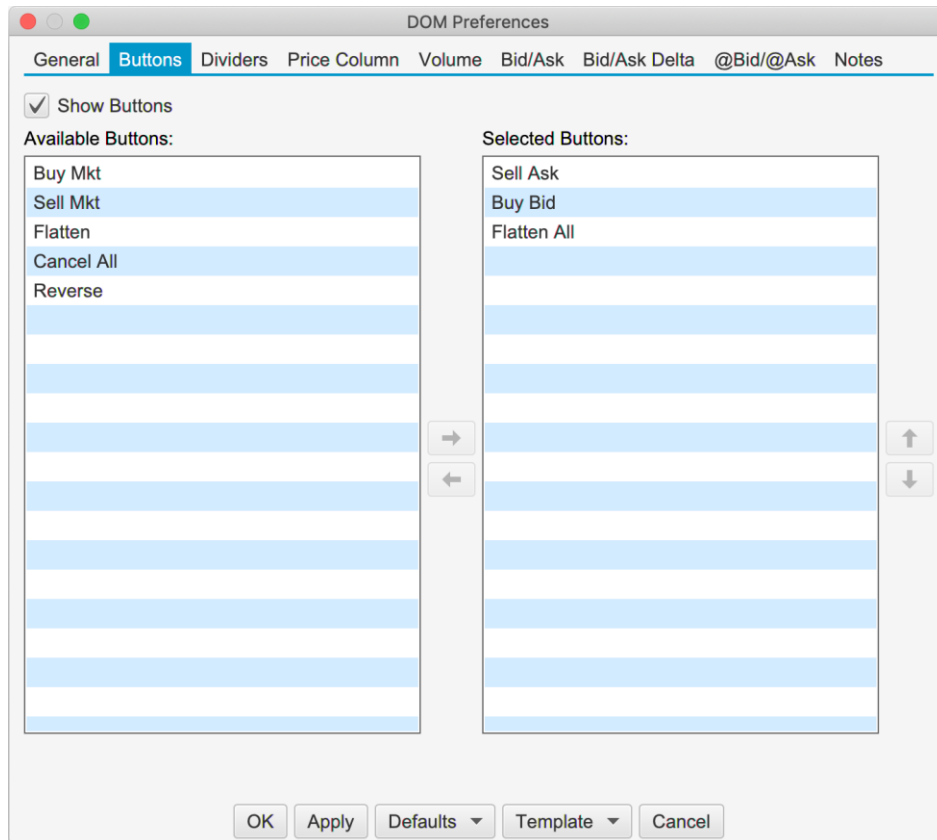 DOM Preferences
General Buttons Dividers Price Column Volume Bid/Ask Bid/Ask Delta @Bid/@Ask Notes
Show Buttons
Available Buttons: Selected Buttons:
Buy Mkt
Sell Mkt
Flatten
Cancel All
Reverse
Sell Ask
Buy Bid
Flatten All
OK Apply Defaults Template Cancel